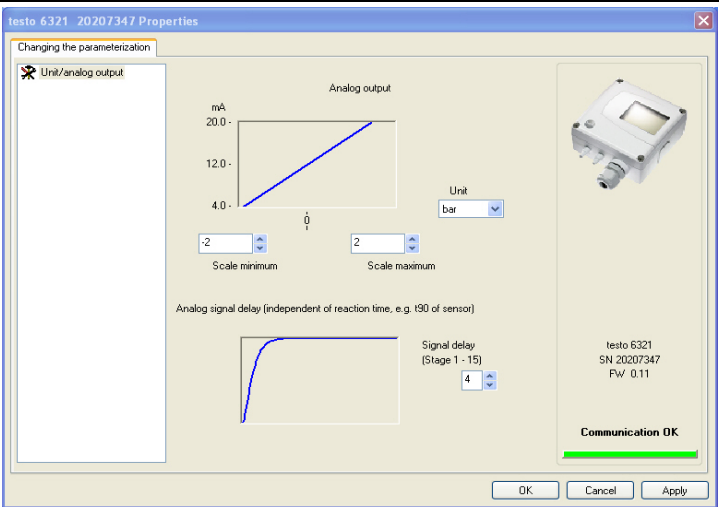 testo 6321 20207347 Properties
Changing the parameterization
Unit/analog output
Analog output
mA
20.0 -
12.0 -
4.0 -
0
Unit
bar
-2
2
Scale minimum
Scale maximum
Analog signal delay (independent of reaction time, e.g. t90 of sensor)
Signal delay
(Stage 1 - 15)
4
testo 6321
SN 20207347
FW 0.11
Communication OK
OK
Cancel
Apply